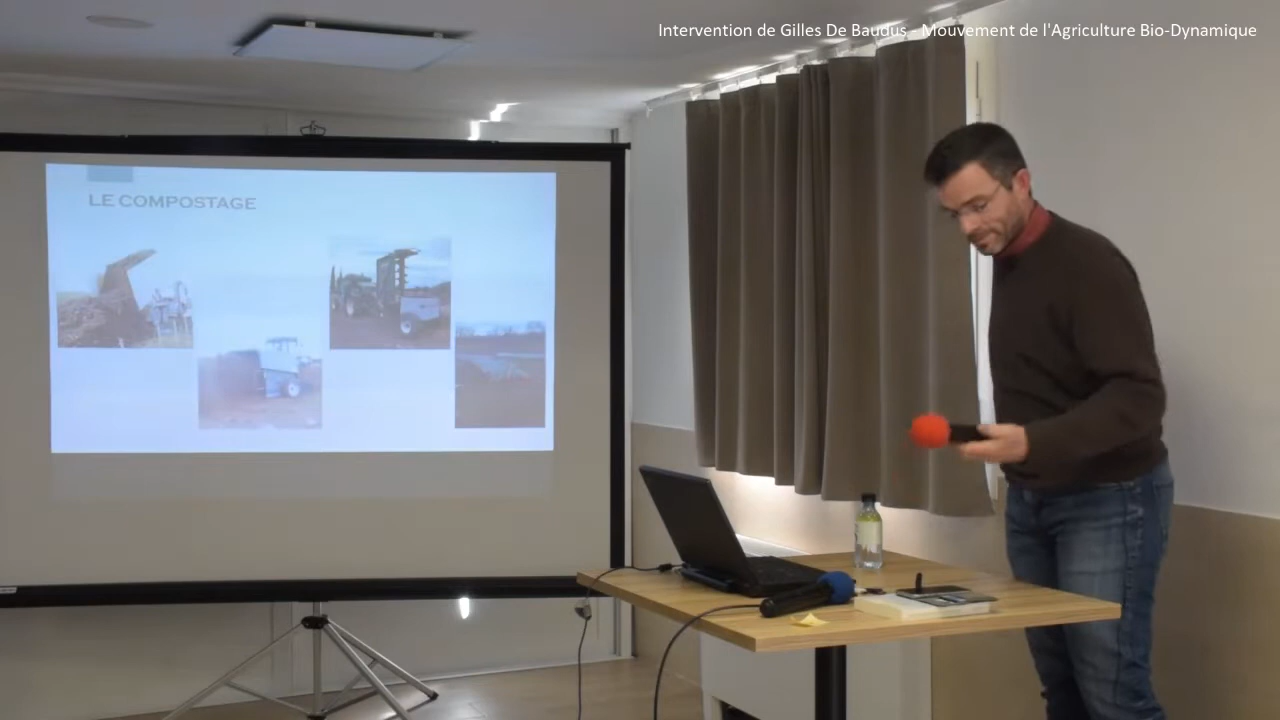 Intervention de Gilles De Baudus - Mouvement de l'Agriculture Bio-Dynamique
LE COMPOSTAGE